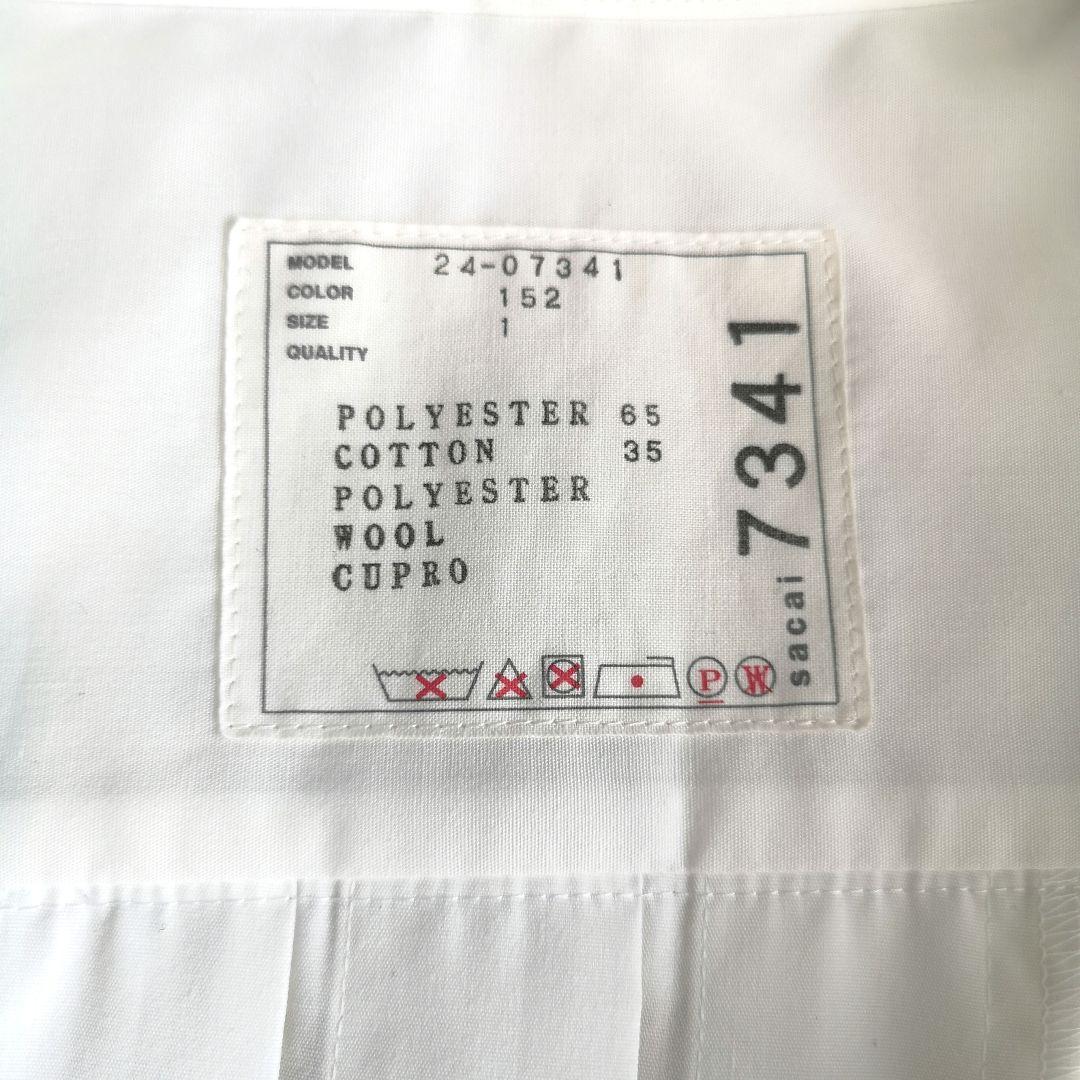 MODEL 24-07341
COLOR 152
SIZE 1
QUALITY
POLYESTER 65
COTTON 35
POLYESTER
WOOL
CUPRO
P W
sacai 7341